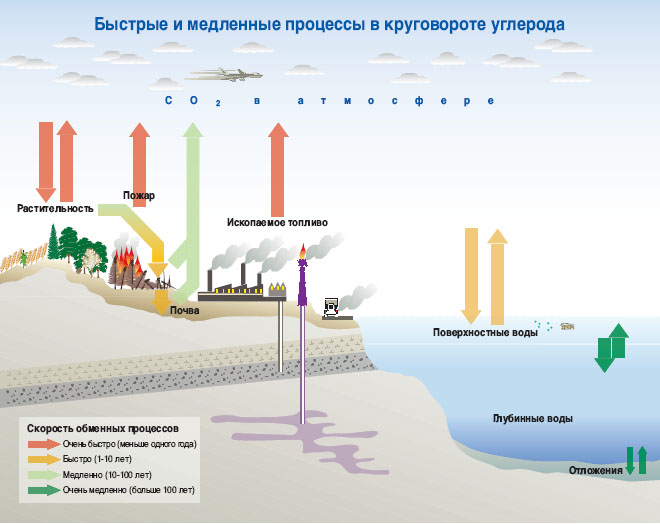 Быстрые и медленные процессы в круговороте углерода
CO2 в атмосфере
Пожар
Растительность
Ископаемое топливо
Почва
Поверхностные воды
Глубинные воды
Отложения
Скорость обменных процессов
Очень быстро (меньше одного года)
Быстро (1-10 лет)
Медленно (10-100 лет)
Очень медленно (больше 100 лет)